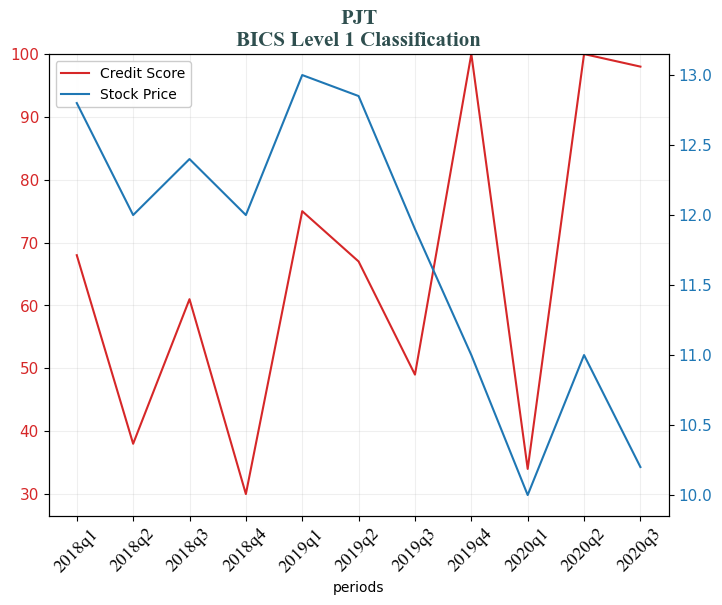 PJT
BICS Level 1 Classification
Credit Score
Stock Price
100
90
80
70
60
50
40
30
13.0
12.5
12.0
11.5
11.0
10.5
10.0
2018q1
2018q2
2018q3
2018q4
2019q1
2019q2
2019q3
2019q4
2020q1
2020q2
2020q3
periods